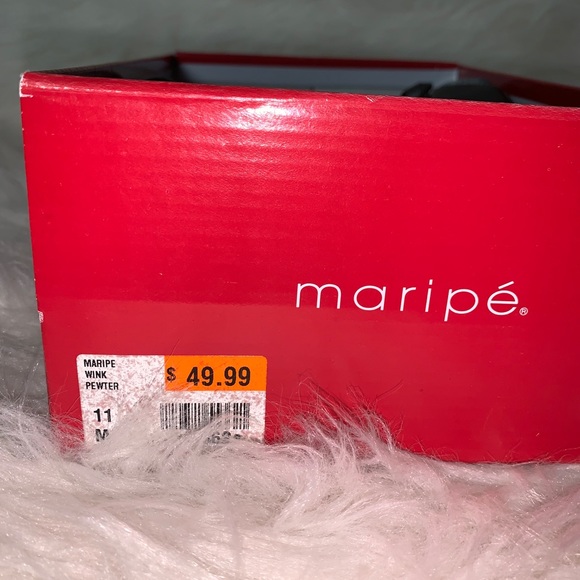 maripé®
MARIPE
WINK
PEWTER
$ 49.99
11
M